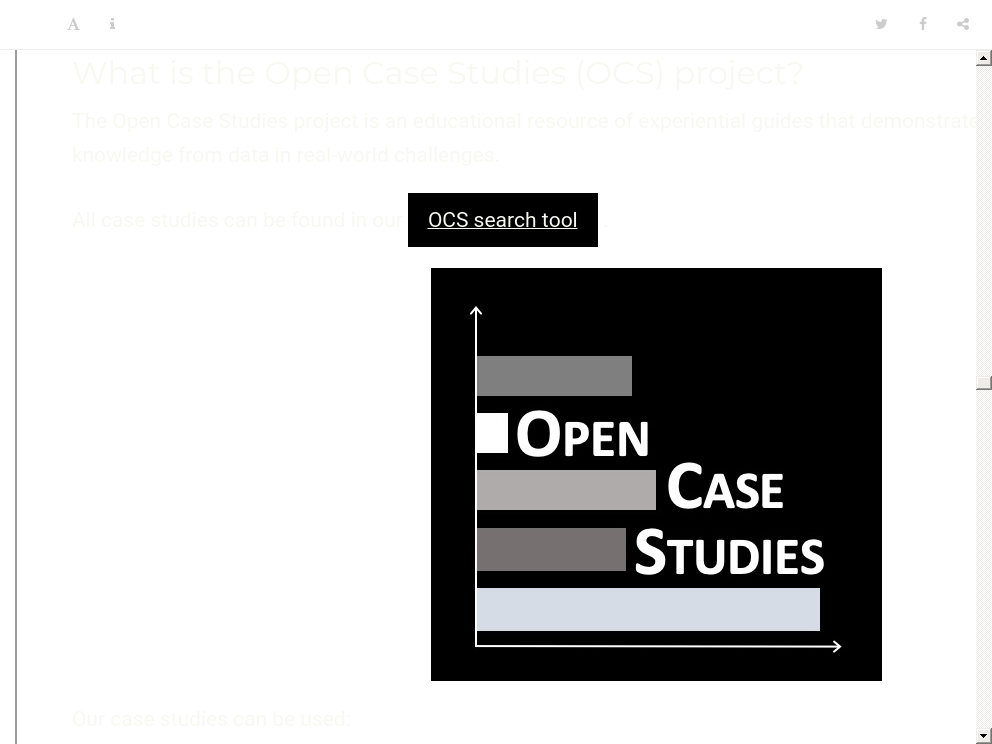 What is the Open Case Studies (OCS) project?
The Open Case Studies project is an educational resource of experiential guides that demonstrate
knowledge from data in real-world challenges.
All case studies can be found in our OCS search tool.
OPEN
CASE
STUDIES
Our case studies can be used: